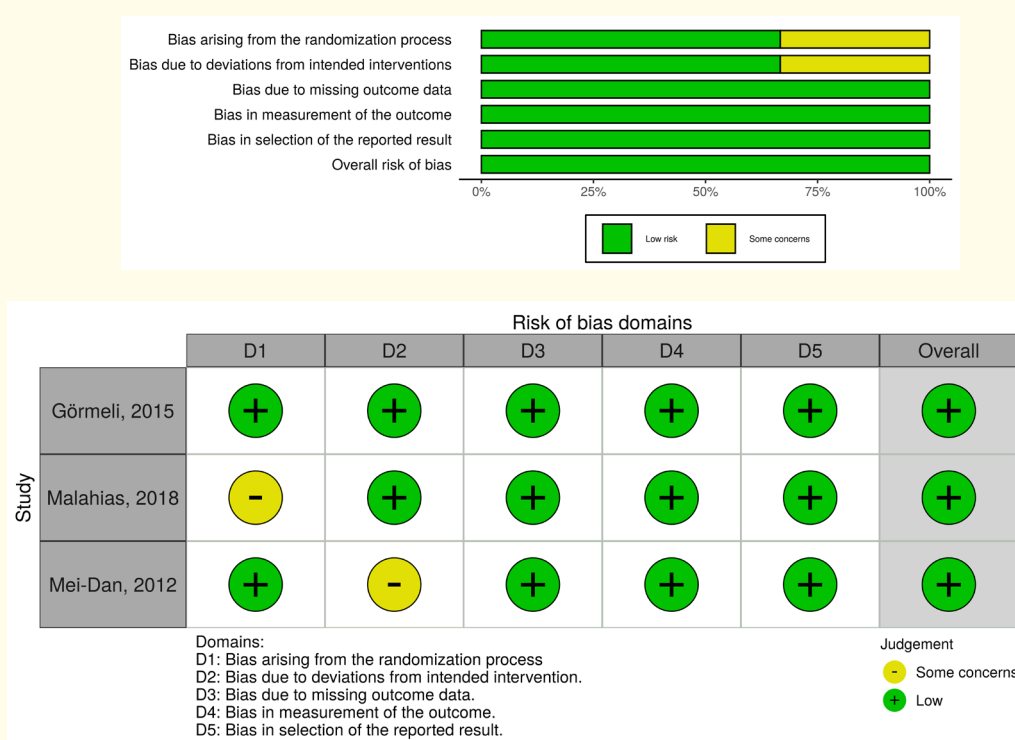 Bias arising from the randomization process
Bias due to deviations from intended interventions
Bias due to missing outcome data
Bias in measurement of the outcome
Bias in selection of the reported result
Overall risk of bias
0% 25% 50% 75% 100%
Low risk Some concerns
Risk of bias domains
D1 D2 D3 D4 D5 Overall
Study
Görmeli, 2015 + + + + + +
Malahias, 2018 - + + + + +
Mei-Dan, 2012 + - + + + +
Domains:
D1: Bias arising from the randomization process
D2: Bias due to deviations from intended intervention.
D3: Bias due to missing outcome data.
D4: Bias in measurement of the outcome.
D5: Bias in selection of the reported result.
Judgement
- Some concerns
+ Low